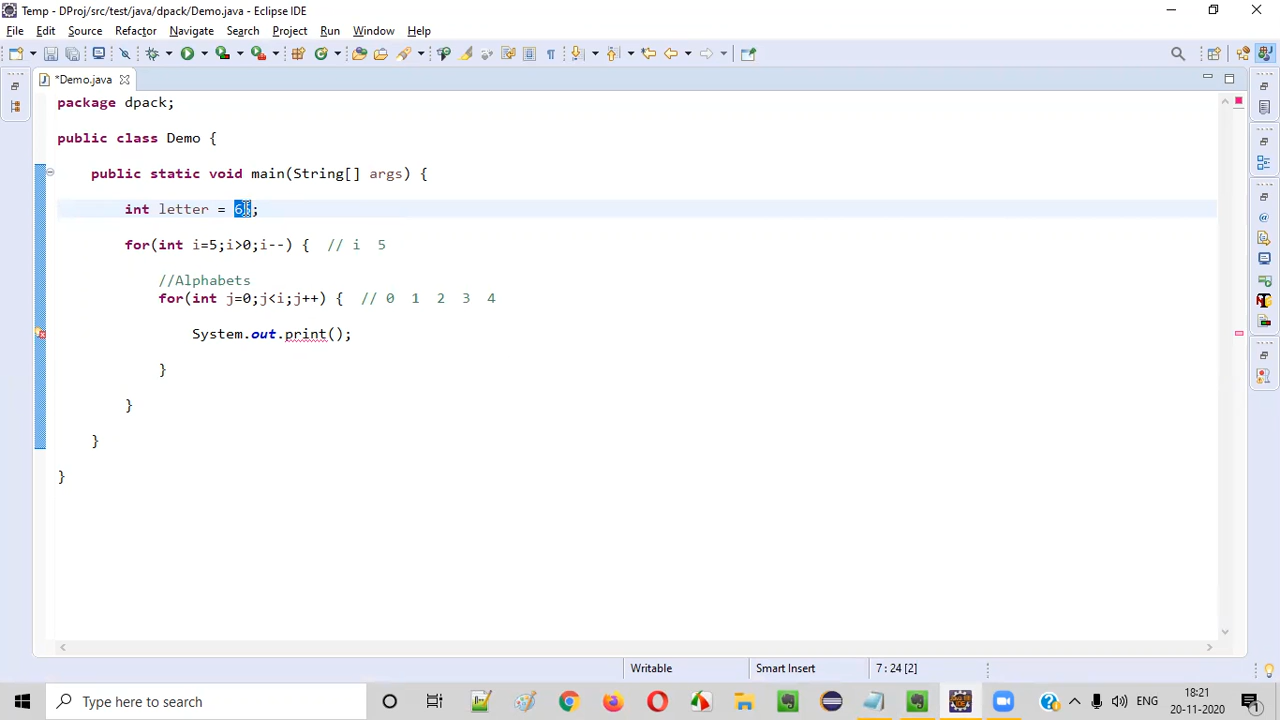 Temp - DProj/src/test/java/dpack/Demo.java - Eclipse IDE
File Edit Source Refactor Navigate Search Project Run Window Help
*Demo.java
package dpack;
public class Demo {
public static void main(String[] args) {
int letter = 65;
for(int i=5;i>0;i--) { // i 5
//Alphabets
for(int j=0;j<i;j++) { // 0 1 2 3 4
System.out.print();
}
}
}
}
Writable Smart Insert 7 : 24 [2]
Type here to search
ENG
18:21
20-11-2020